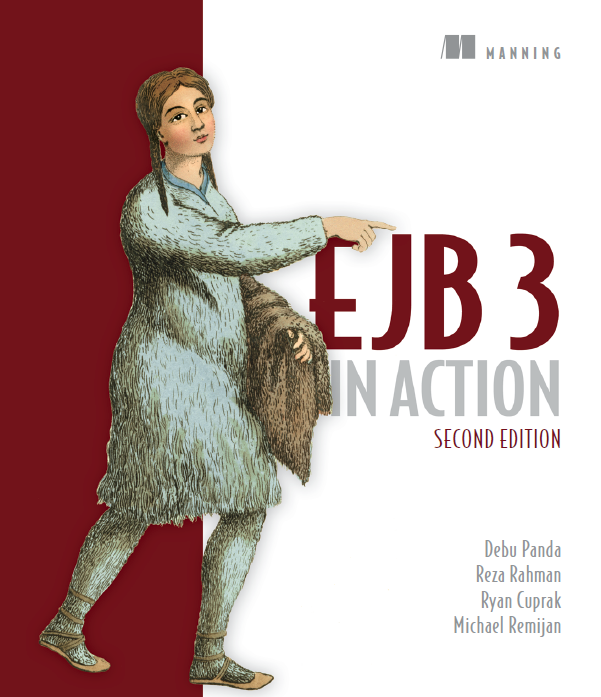 MANNING
EJB 3
IN ACTION
SECOND EDITION
Debu Panda
Reza Rahman
Ryan Cuprak
Michael Remijan